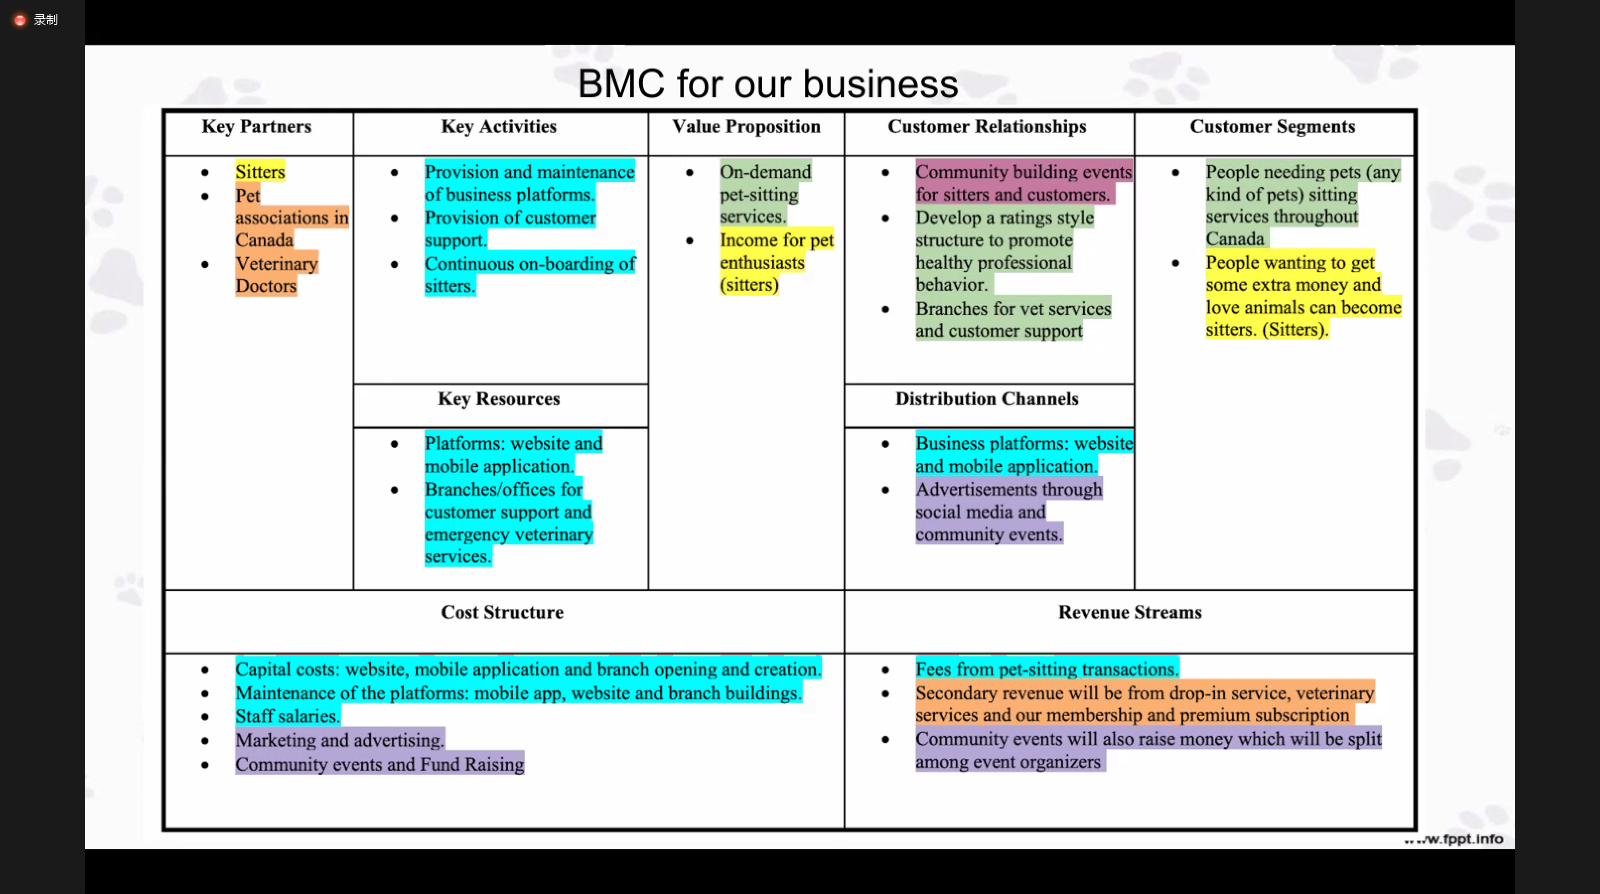 录制
BMC for our business
Key Partners
Key Activities
Value Proposition
Customer Relationships
Customer Segments
Sitters
Pet
associations in
Canada
Veterinary
Doctors
Provision and maintenance
of business platforms.
Provision of customer
support.
Continuous on-boarding of
sitters.
On-demand
pet-sitting
services.
Income for pet
enthusiasts
(sitters)
Community building events
for sitters and customers.
Develop a ratings style
structure to promote
healthy professional
behavior.
Branches for vet services
and customer support
People needing pets (any
kind of pets) sitting
services throughout
Canada
People wanting to get
some extra money and
love animals can become
sitters. (Sitters).
Key Resources
Platforms: website and
mobile application.
Branches/offices for
customer support and
emergency veterinary
services.
Distribution Channels
Business platforms: website
and mobile application.
Advertisements through
social media and
community events.
Cost Structure
Capital costs: website, mobile application and branch opening and creation.
Maintenance of the platforms: mobile app, website and branch buildings.
Staff salaries.
Marketing and advertising.
Community events and Fund Raising
Revenue Streams
Fees from pet-sitting transactions.
Secondary revenue will be from drop-in service, veterinary
services and our membership and premium subscription
Community events will also raise money which will be split
among event organizers
www.fppt.info